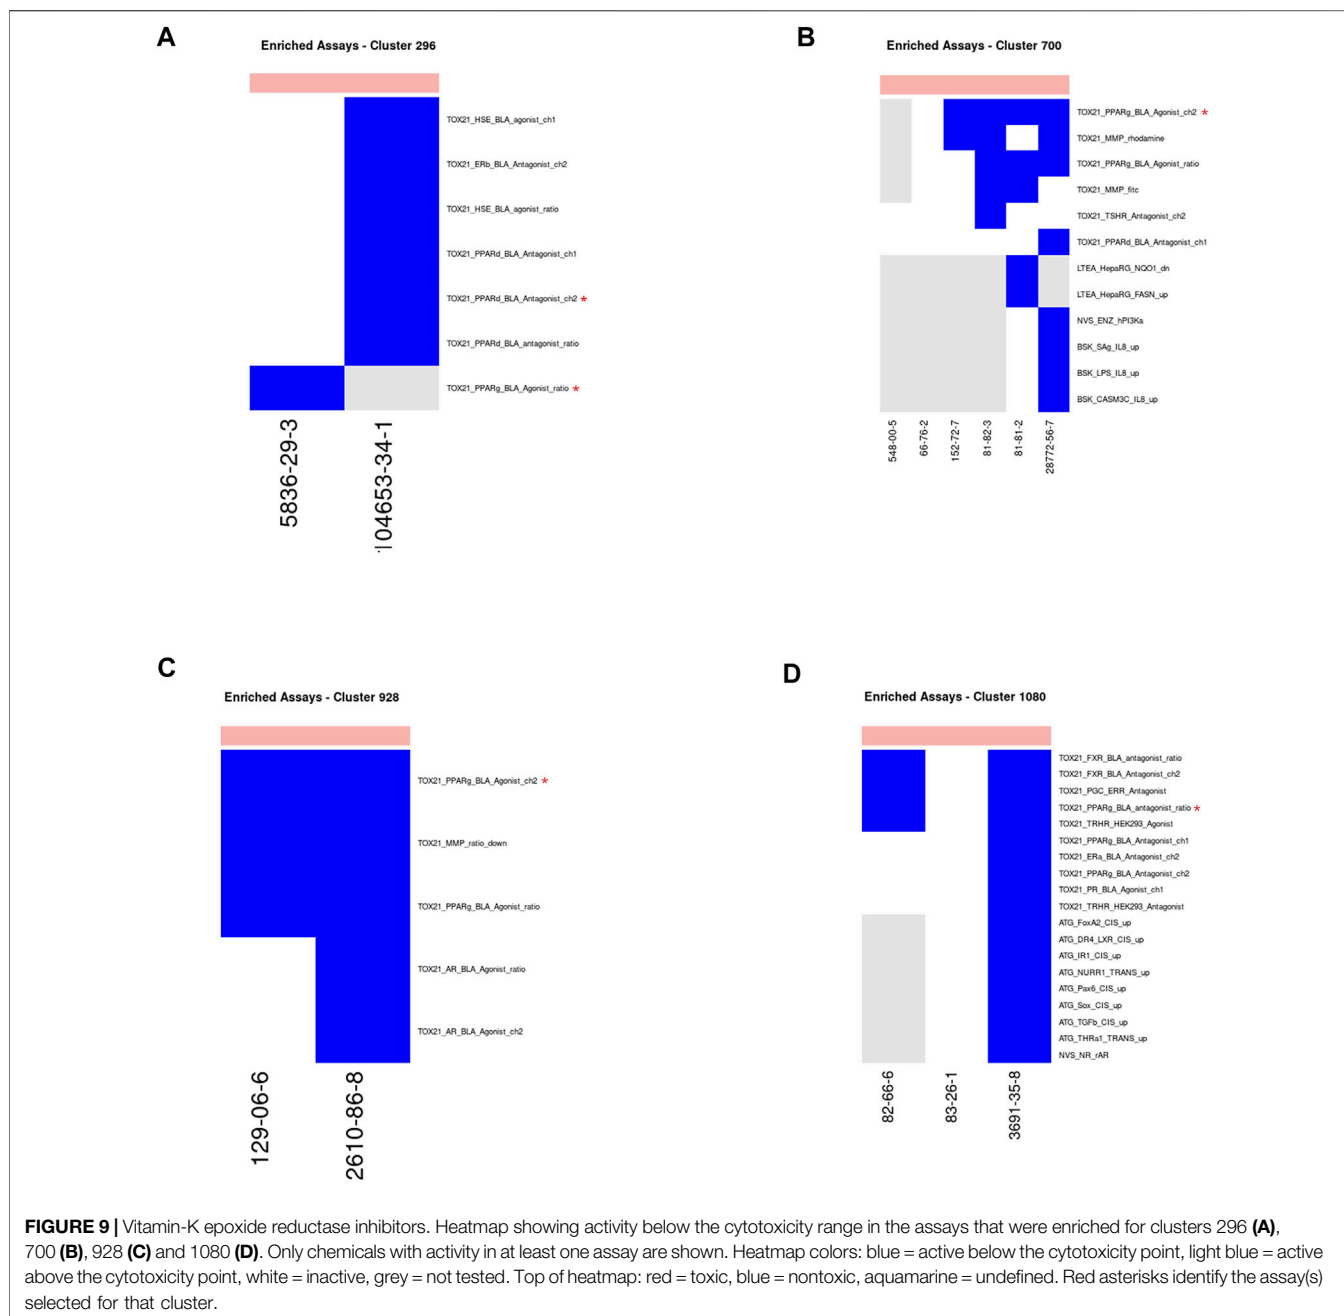 A
Enriched Assays - Cluster 296
TOX21_HSE_BLA_agonist_ch1
TOX21_ERb_BLA_Antagonist_ch2
TOX21_HSE_BLA_agonist_ratio
TOX21_PPARd_BLA_Antagonist_ch1
TOX21_PPARd_BLA_Antagonist_ch2 *
TOX21_PPARd_BLA_antagonist_ratio
TOX21_PPARg_BLA_Agonist_ratio *
5836-29-3
104653-34-1
B
Enriched Assays - Cluster 700
TOX21_PPARg_BLA_Agonist_ch2 *
TOX21_MMP_rhodamine
TOX21_PPARg_BLA_Agonist_ratio
TOX21_MMP_fitc
TOX21_TSHR_Antagonist_ch2
TOX21_PPARd_BLA_Antagonist_ch1
LTEA_HepaRG_NQO1_dn
LTEA_HepaRG_FASN_up
NVS_ENZ_hPI3Ka
BSK_SAg_IL8_up
BSK_LPS_IL8_up
BSK_CASM3C_IL8_up
548-00-5
66-76-2
152-72-7
81-82-3
81-81-2
28772-56-7
C
Enriched Assays - Cluster 928
TOX21_PPARg_BLA_Agonist_ch2 *
TOX21_MMP_ratio_down
TOX21_PPARg_BLA_Agonist_ratio
TOX21_AR_BLA_Agonist_ratio
TOX21_AR_BLA_Agonist_ch2
129-06-6
2610-86-8
D
Enriched Assays - Cluster 1080
TOX21_FXR_BLA_antagonist_ratio
TOX21_FXR_BLA_Antagonist_ch2
TOX21_PGC_ERR_Antagonist
TOX21_PPARg_BLA_antagonist_ratio *
TOX21_TRHR_HEK293_Agonist
TOX21_PPARg_BLA_Antagonist_ch1
TOX21_ERa_BLA_Antagonist_ch2
TOX21_PPARg_BLA_Antagonist_ch2
TOX21_PR_BLA_Agonist_ch1
TOX21_TRHR_HEK293_Antagonist
ATG_FoxA2_CIS_up
ATG_DR4_LXR_CIS_up
ATG_IR1_CIS_up
ATG_NURR1_TRANS_up
ATG_Pax6_CIS_up
ATG_Sox_CIS_up
ATG_TGFb_CIS_up
ATG_THRa1_TRANS_up
NVS_NR_rAR
82-66-6
83-26-1
3691-35-8
FIGURE 9 | Vitamin-K epoxide reductase inhibitors. Heatmap showing activity below the cytotoxicity range in the assays that were enriched for clusters 296 (A),
700 (B), 928 (C) and 1080 (D). Only chemicals with activity in at least one assay are shown. Heatmap colors: blue = active below the cytotoxicity point, light blue = active
above the cytotoxicity point, white = inactive, grey = not tested. Top of heatmap: red = toxic, blue = nontoxic, aquamarine = undefined. Red asterisks identify the assay(s)
selected for that cluster.